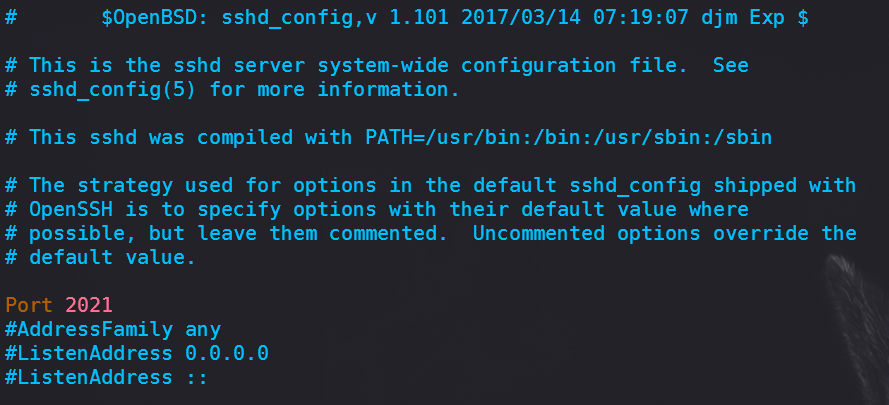 #       $OpenBSD: sshd_config,v 1.101 2017/03/14 07:19:07 djm Exp $
# This is the sshd server system-wide configuration file.  See
# sshd_config(5) for more information.
# This sshd was compiled with PATH=/usr/bin:/bin:/usr/sbin:/sbin
# The strategy used for options in the default sshd_config shipped with
# OpenSSH is to specify options with their default value where
# possible, but leave them commented.  Uncommented options override the
# default value.
Port 2021
#AddressFamily any
#ListenAddress 0.0.0.0
#ListenAddress ::